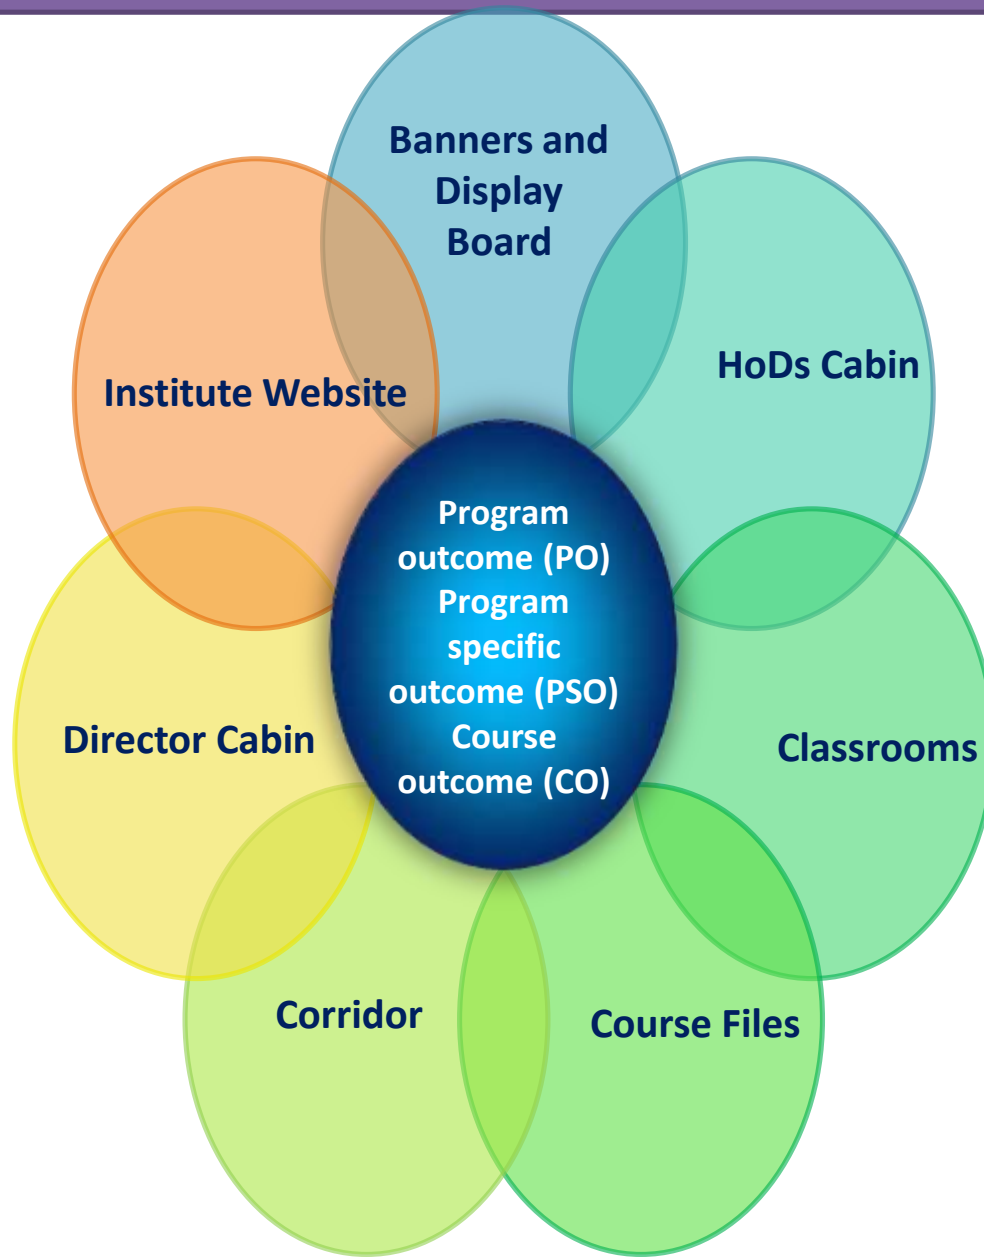 Banners and
Display
Board
HoDs Cabin
Institute Website
Program
outcome (PO)
Program
specific
outcome (PSO)
Course
outcome (CO)
Director Cabin
Classrooms
Corridor
Course Files